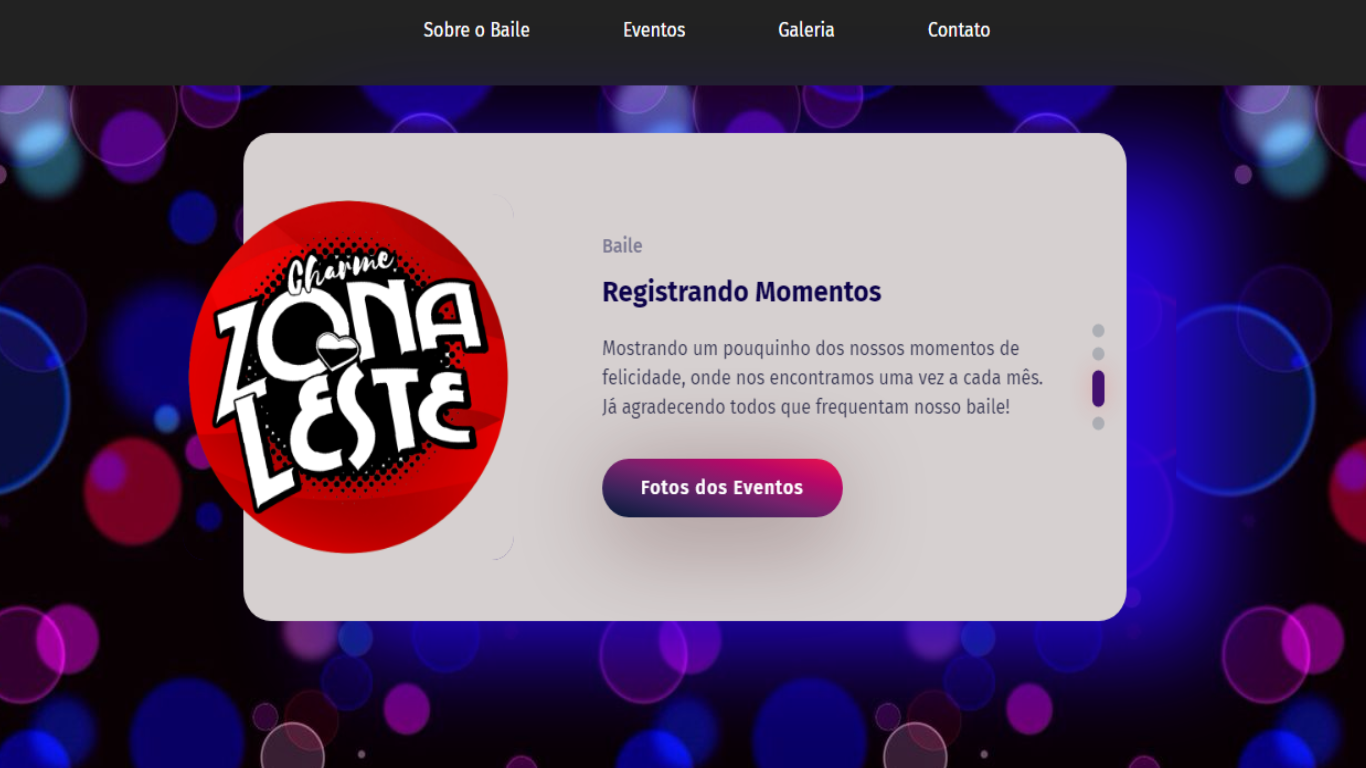 Sobre o Baile Eventos Galeria Contato
Charme
ZONA
LESTE
Baile
Registrando Momentos
Mostrando um pouquinho dos nossos momentos de
felicidade, onde nos encontramos uma vez a cada mês.
Já agradecendo todos que frequentam nosso baile!
Fotos dos Eventos